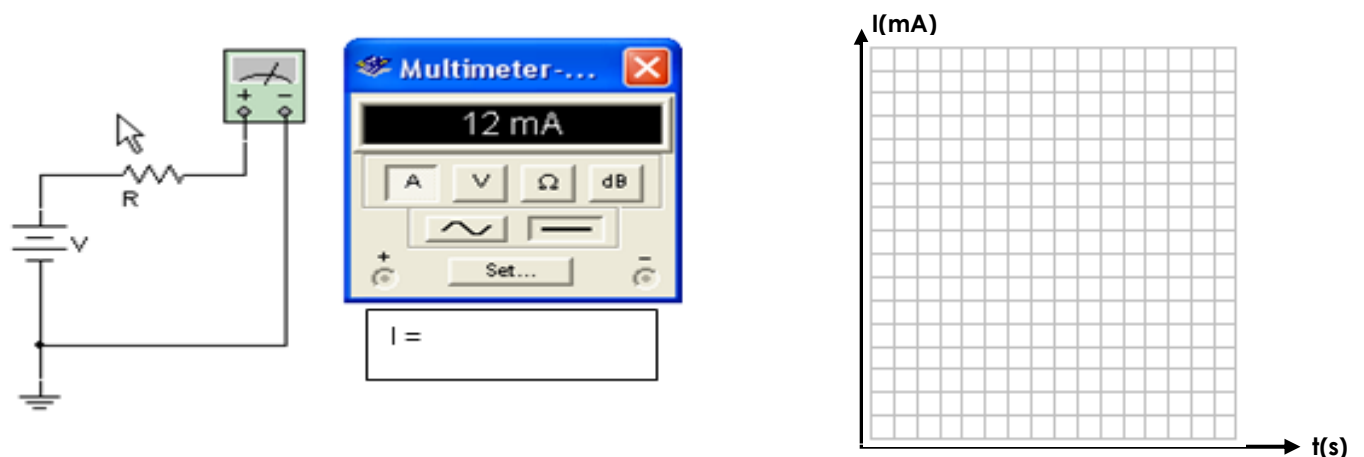 I(mA)
Multimeter-...
12 mA
+ −
A V Ω dB
R
V
+ −
Set...
I =
t(s)